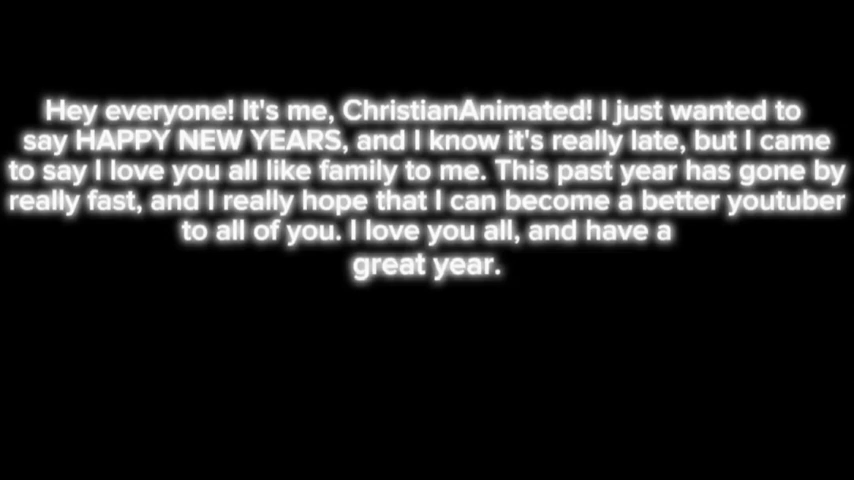 Hey everyone! It's me, ChristianAnimated! I just wanted to
say HAPPY NEW YEARS, and I know it's really late, but I came
to say I love you all like family to me. This past year has gone by
really fast, and I really hope that I can become a better youtuber
to all of you. I love you all, and have a
great year.